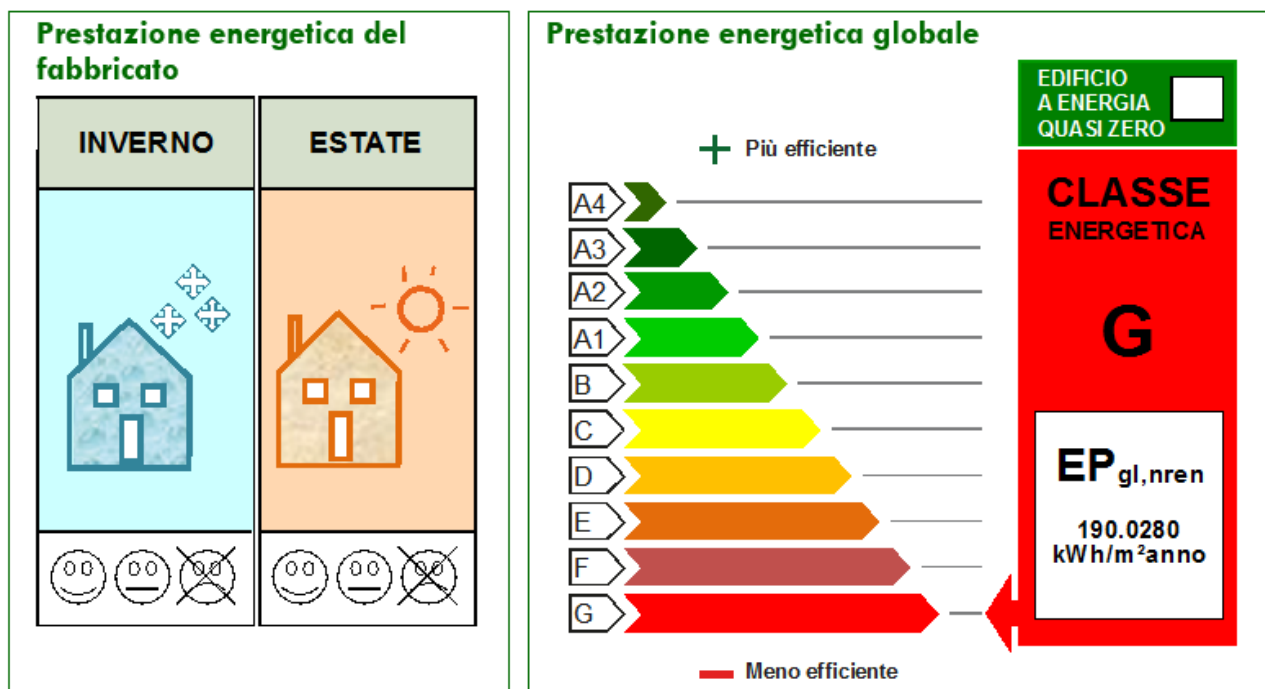 Prestazione energetica del
fabbricato
INVERNO
ESTATE
Prestazione energetica globale
Più efficiente
A4
A3
A2
A1
B
C
D
E
F
G
Meno efficiente
EDIFICIO
A ENERGIA
QUASI ZERO
CLASSE
ENERGETICA
G
EPgl,nren
190.0280
kWh/m²anno